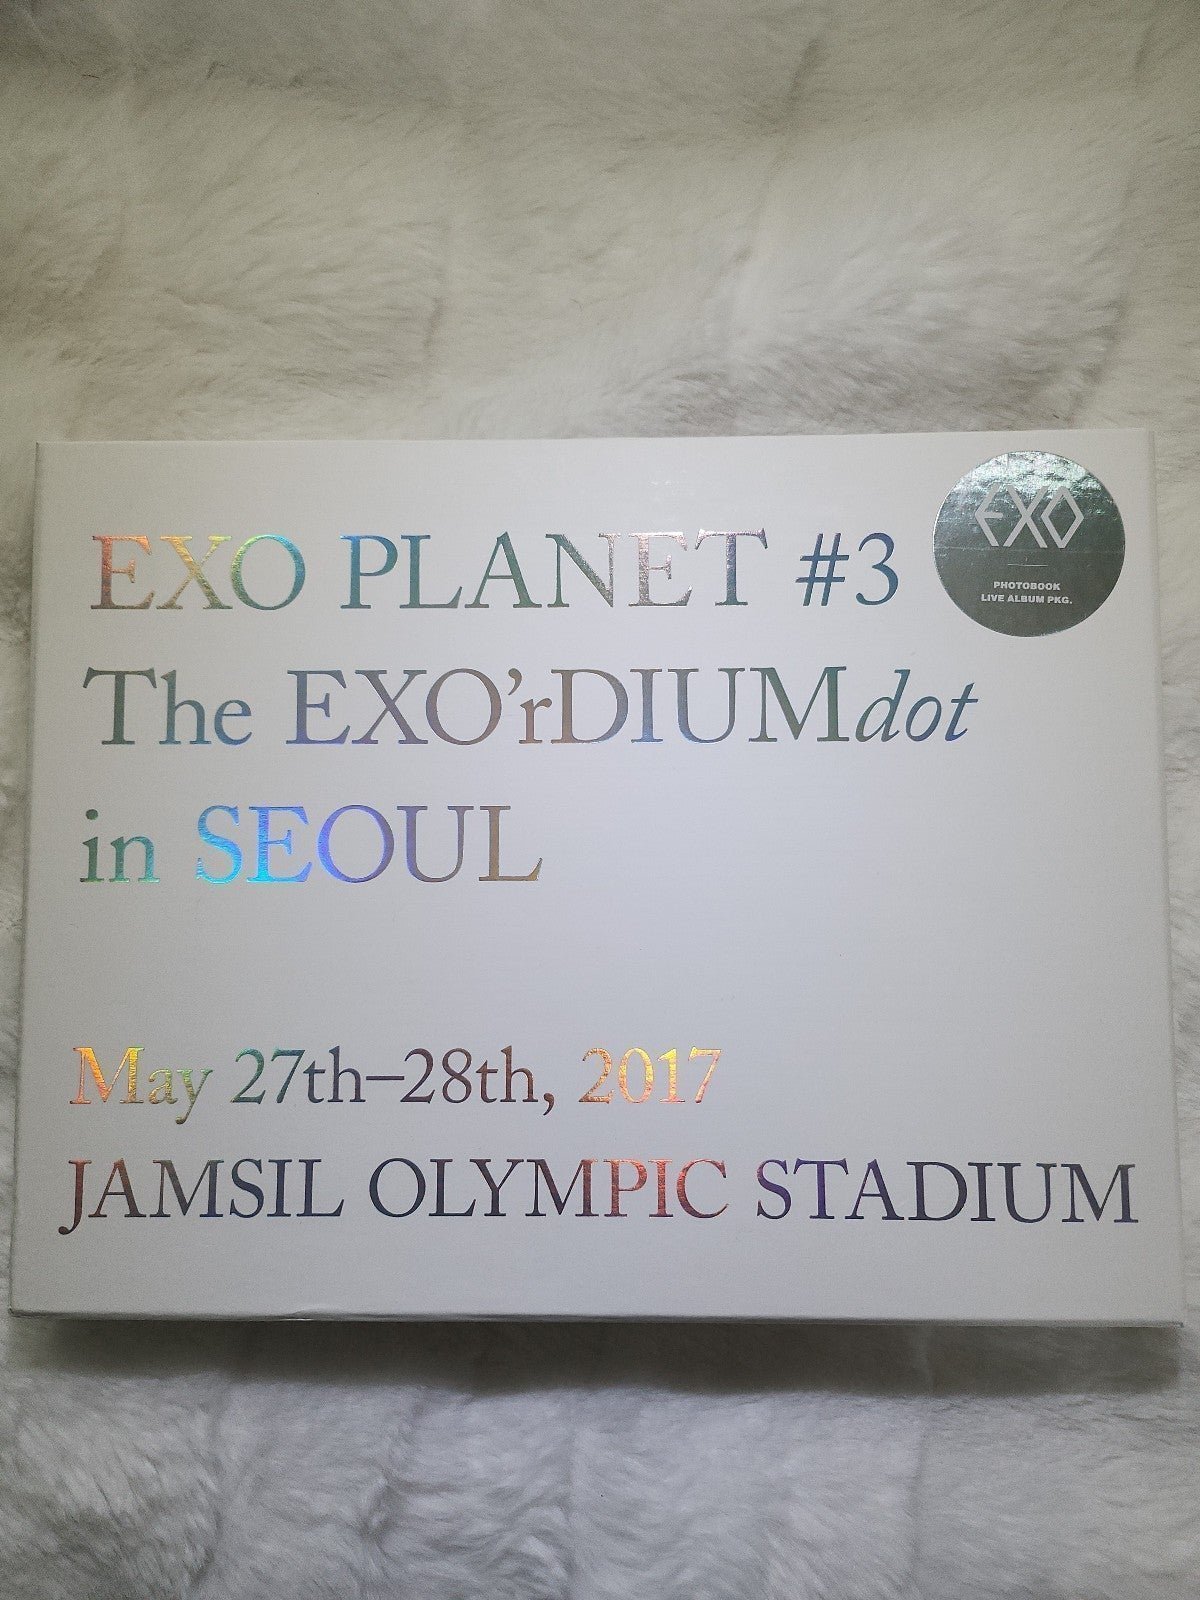 EXO PLANET #3
The EXO’rDIUMdot
in SEOUL
EXO
PHOTOBOOK
LIVE ALBUM PKG.
May 27th–28th, 2017
JAMSIL OLYMPIC STADIUM